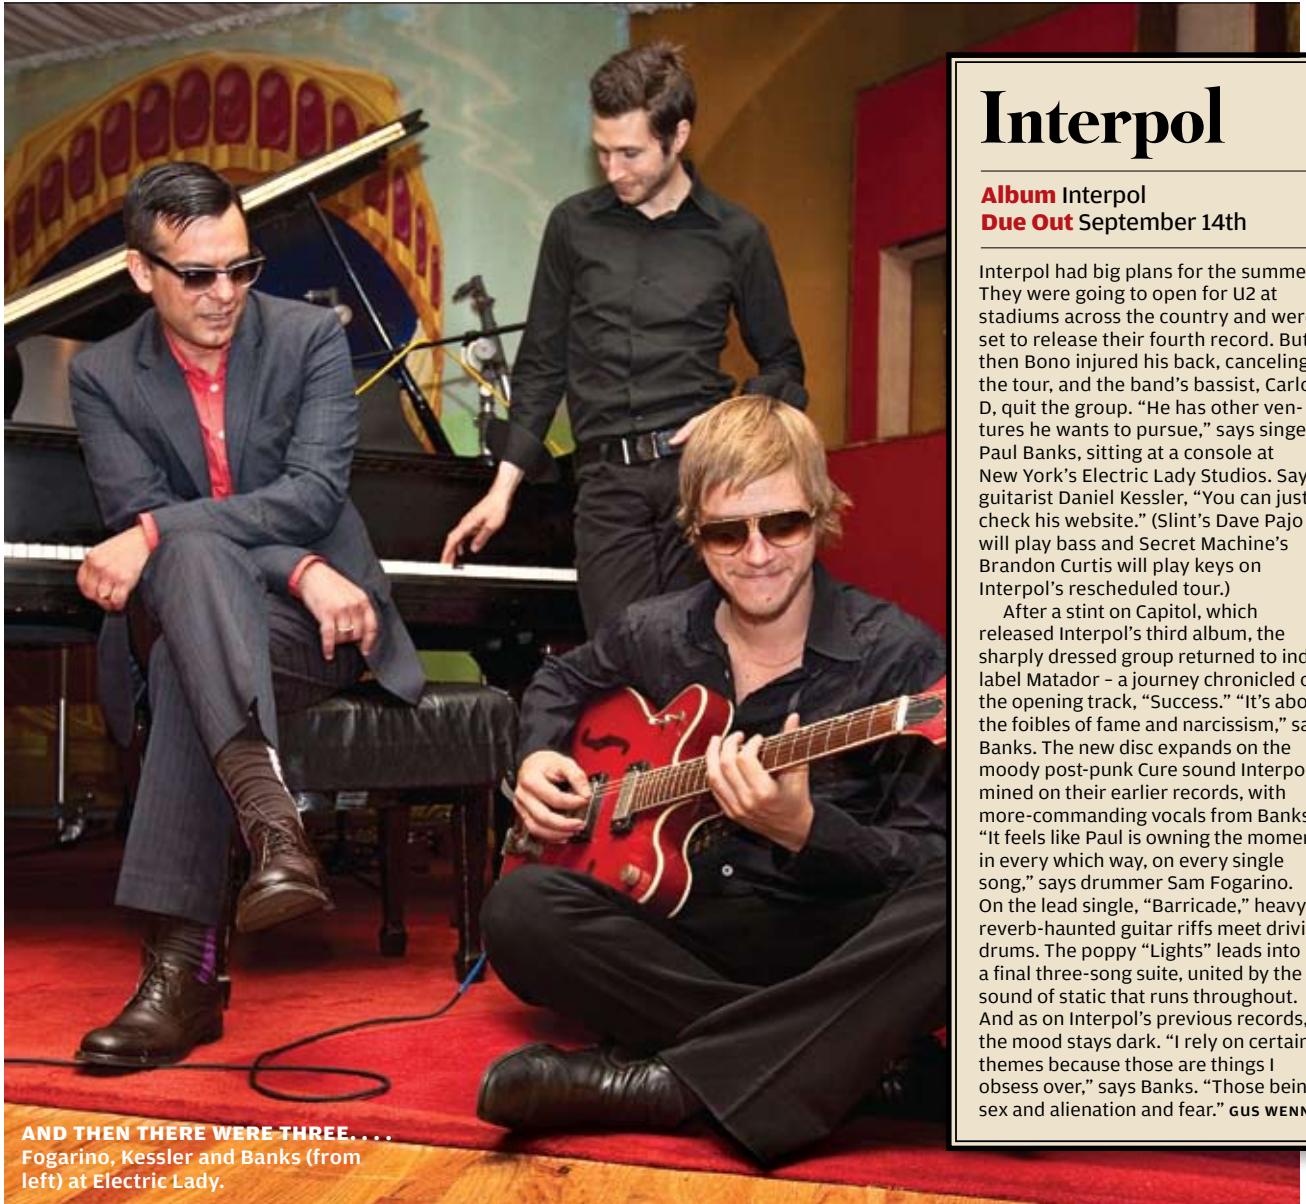 Interpol
Album Interpol
Due Out September 14th
Interpol had big plans for the summe
They were going to open for U2 at
stadiums across the country and were
set to release their fourth record. But
then Bono injured his back, canceling
the tour, and the band's bassist, Carlo
D, quit the group. “He has other ven-
tures he wants to pursue,” says singe
Paul Banks, sitting at a console at
New York's Electric Lady Studios. Say
guitarist Daniel Kessler, “You can just
check his website.” (Slint's Dave Pajo
will play bass and Secret Machine's
Brandon Curtis will play keys on
Interpol's rescheduled tour.)
After a stint on Capitol, which
released Interpol's third album, the
sharply dressed group returned to ind
label Matador – a journey chronicled o
the opening track, “Success.” “It's abo
the foibles of fame and narcissism,” sa
Banks. The new disc expands on the
moody post-punk Cure sound Interpo
mined on their earlier records, with
more-commanding vocals from Banks
“It feels like Paul is owning the momen
in every which way, on every single
song,” says drummer Sam Fogarino.
On the lead single, “Barricade,” heavy
reverb-haunted guitar riffs meet drivi
drums. The poppy “Lights” leads into
a final three-song suite, united by the
sound of static that runs throughout.
And as on Interpol's previous records,
the mood stays dark. “I rely on certain
themes because those are things I
obsess over,” says Banks. “Those bein
sex and alienation and fear.” GUS WENN
AND THEN THERE WERE THREE. . . .
Fogarino, Kessler and Banks (from
left) at Electric Lady.